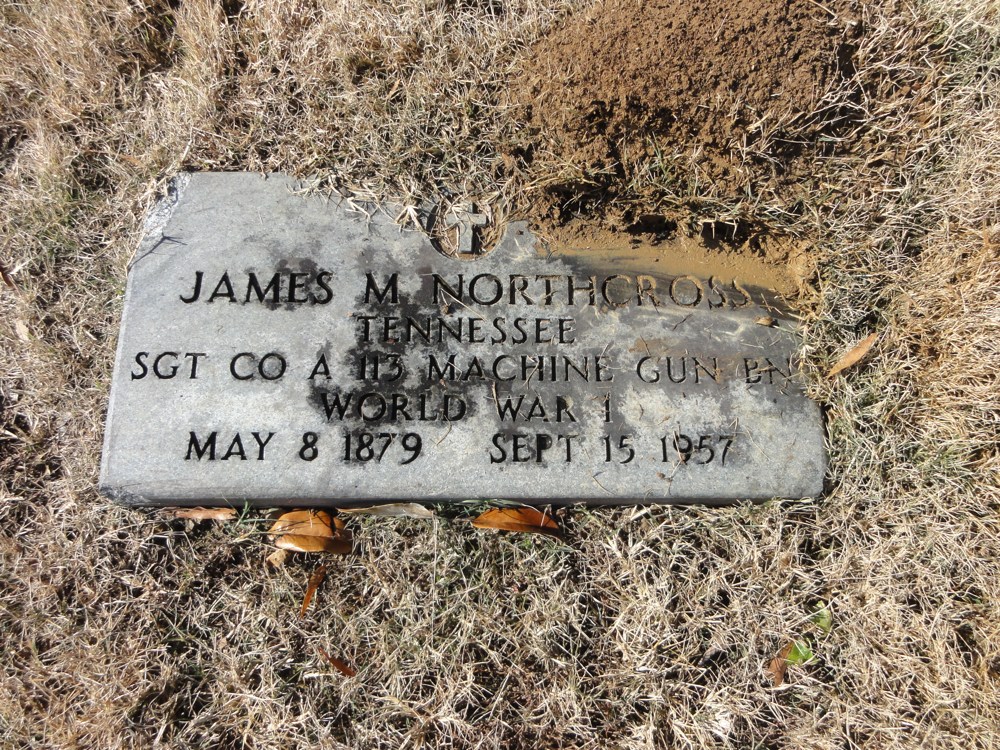 JAMES M NORTHCROSS
TENNESSEE
SGT CO A 113 MACHINE GUN BN
WORLD WAR I
MAY 8 1879 SEPT 15 1957